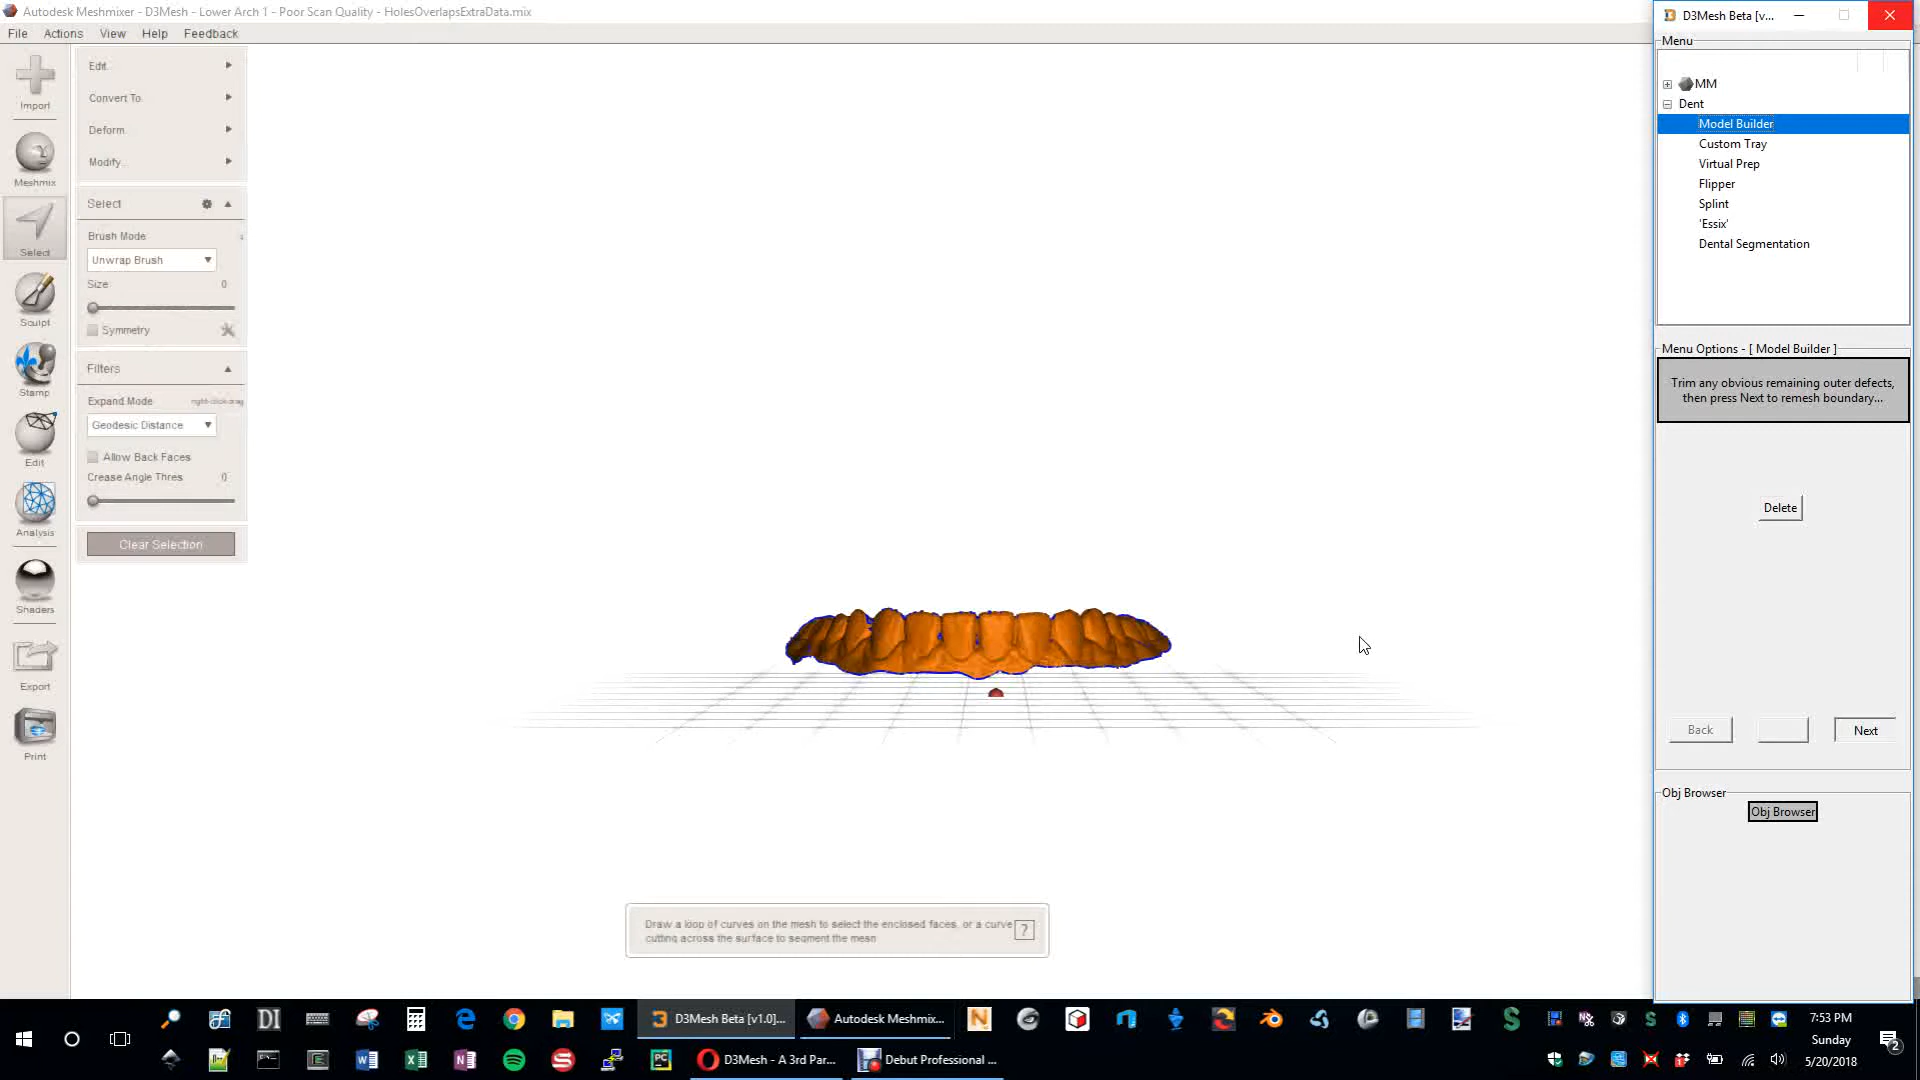 Autodesk Meshmixer - D3Mesh - Lower Arch 1 - Poor Scan Quality - HolesOverlapsExtraData.mix
File Actions View Help Feedback
Import
Meshmix
Select
Sculpt
Stamp
Edit
Analysis
Shaders
Export
Print
Edit
Convert To
Deform
Modify...
Select
Brush Mode
Unwrap Brush
Size 0
Symmetry
Filters
Expand Mode right-click-drag
Geodesic Distance
Allow Back Faces
Crease Angle Thres 0
Clear Selection
Draw a loop of curves on the mesh to select the enclosed faces, or a curve
cutting across the surface to segment the mesh
?
D3Mesh Beta [v...
Menu
MM
Dent
Model Builder
Custom Tray
Virtual Prep
Flipper
Splint
'Essix'
Dental Segmentation
Menu Options - [ Model Builder ]
Trim any obvious remaining outer defects,
then press Next to remesh boundary...
Delete
Back
Next
Obj Browser
Obj Browser
D3Mesh Beta [v1.0]...
Autodesk Meshmix...
D3Mesh - A 3rd Par...
Debut Professional ...
7:53 PM
Sunday
5/20/2018
2